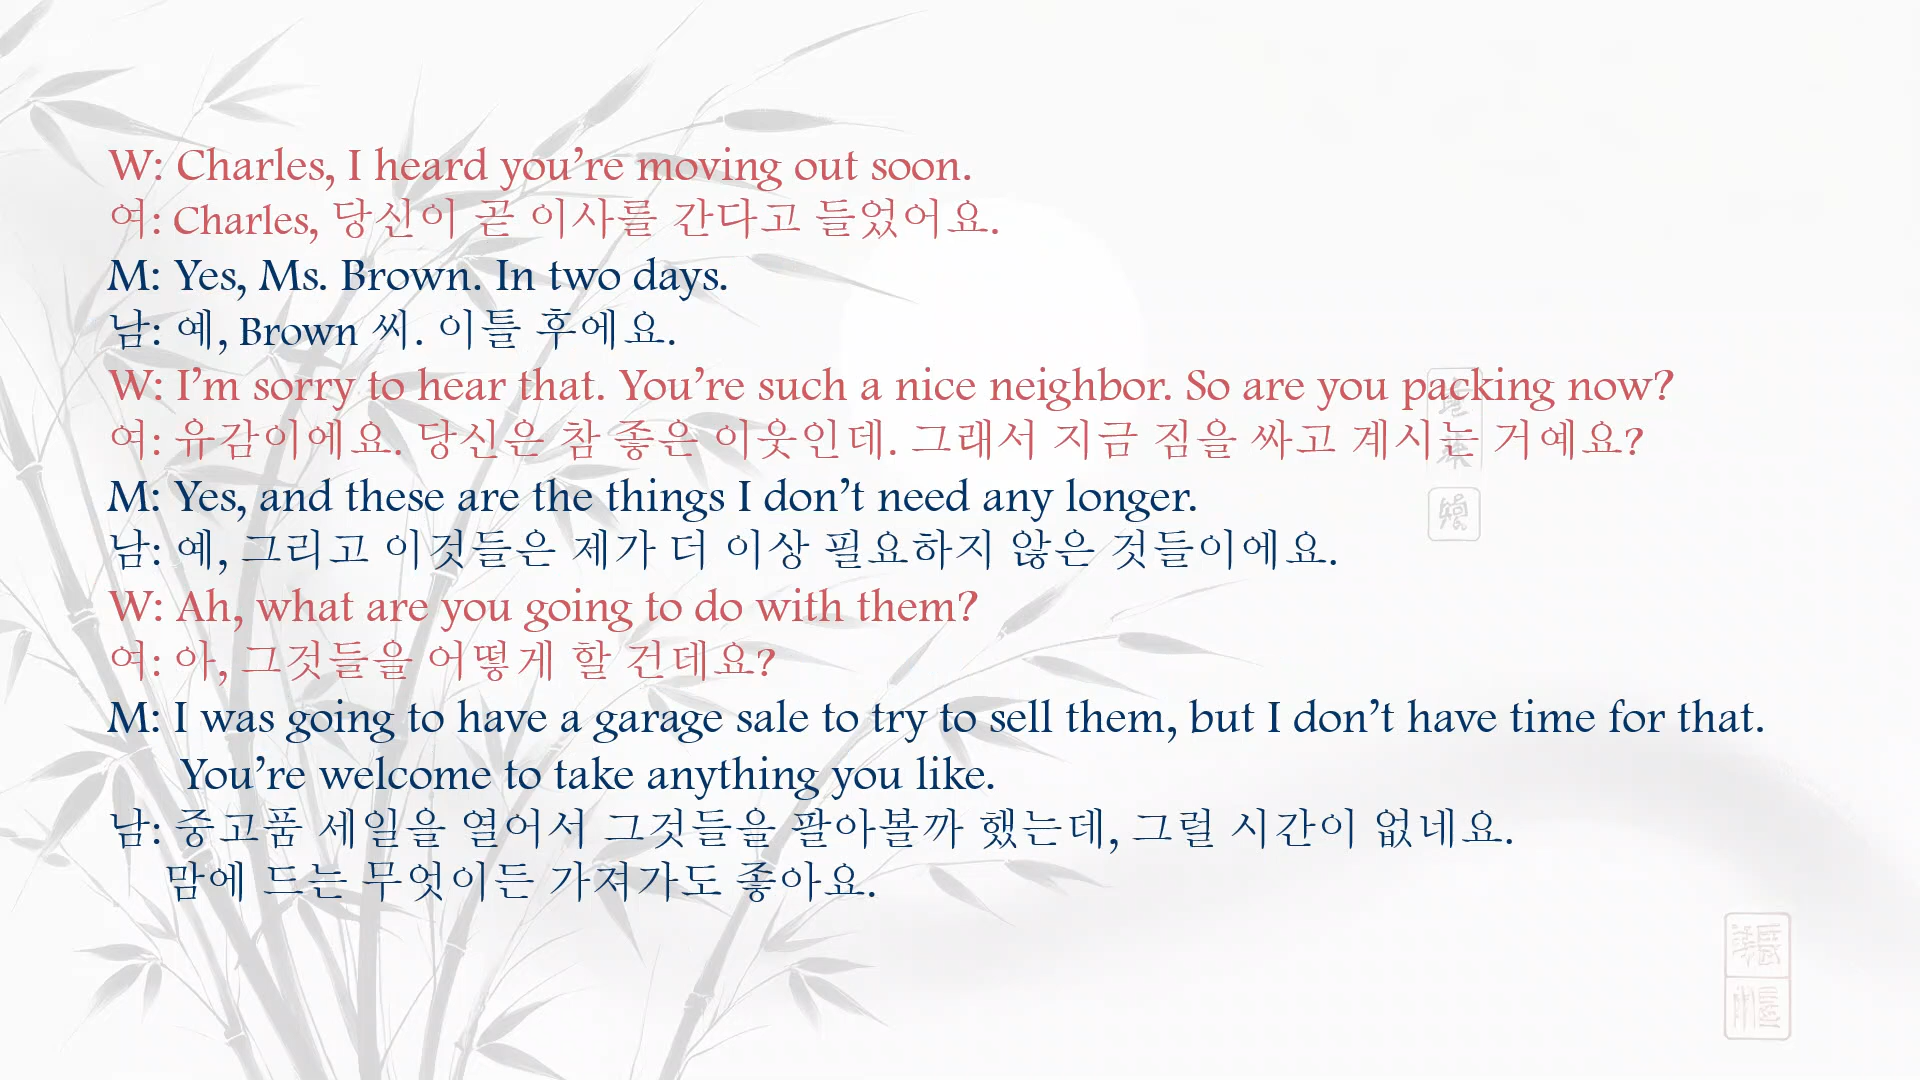 W: Charles, I heard you’re moving out soon.
여: Charles, 당신이 곧 이사를 간다고 들었어요.
M: Yes, Ms. Brown. In two days.
남: 예, Brown 씨. 이틀 후에요.
W: I’m sorry to hear that. You’re such a nice neighbor. So are you packing now?
여: 유감이에요. 당신은 참 좋은 이웃인데. 그래서 지금 짐을 싸고 계시는 거예요?
M: Yes, and these are the things I don’t need any longer.
남: 예, 그리고 이것들은 제가 더 이상 필요하지 않은 것들이에요.
W: Ah, what are you going to do with them?
여: 아, 그것들을 어떻게 할 건데요?
M: I was going to have a garage sale to try to sell them, but I don’t have time for that.
You’re welcome to take anything you like.
남: 중고품 세일을 열어서 그것들을 팔아볼까 했는데, 그럴 시간이 없네요.
맘에 드는 무엇이든 가져가도 좋아요.